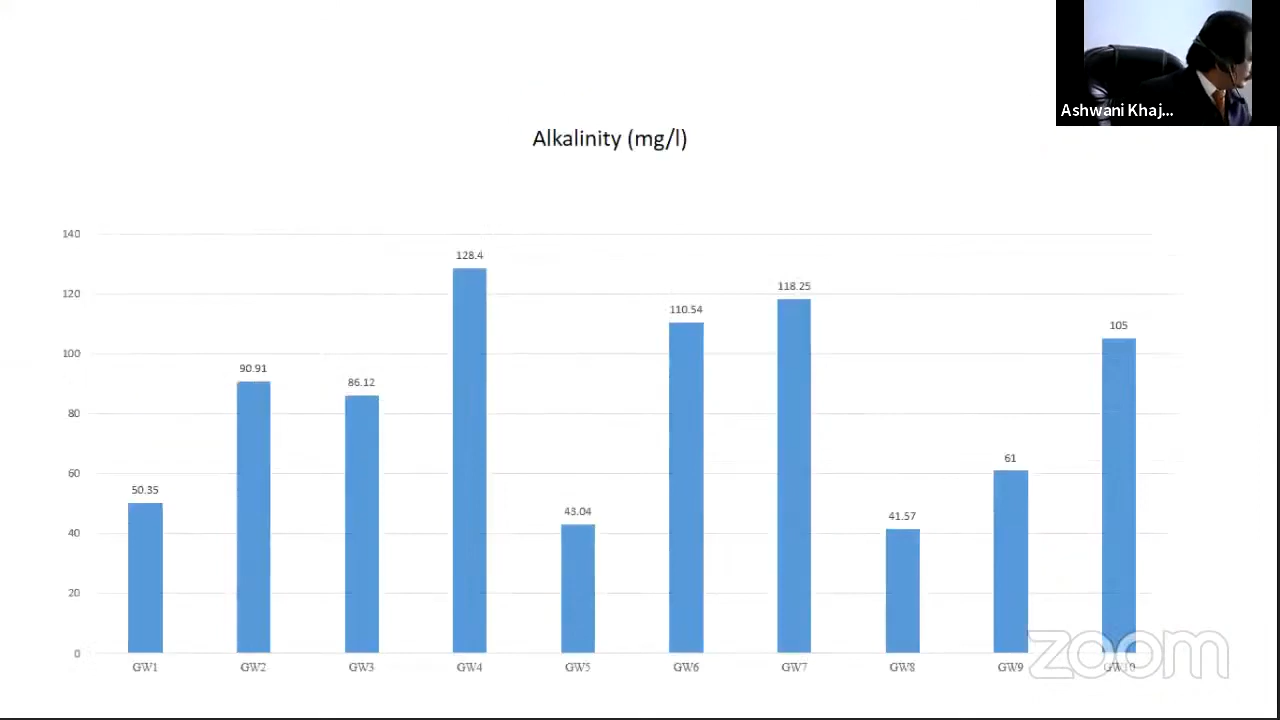 Ashwani Khaj...
Alkalinity (mg/l)
140
120
100
80
60
40
20
0
50.35
90.91
86.12
128.4
43.04
110.54
118.25
41.57
61
105
GW1
GW2
GW3
GW4
GW5
GW6
GW7
GW8
GW9
GW10
zoom